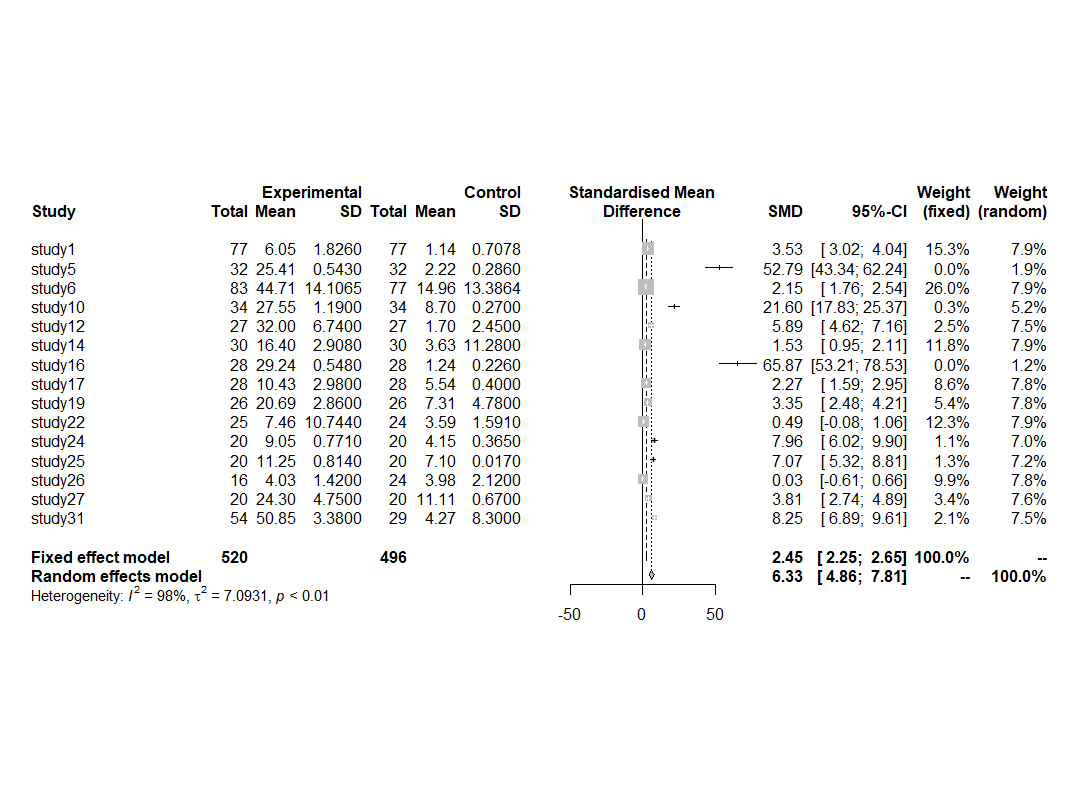 Experimental Control Standardised Mean Weight Weight
Study Total Mean SD Total Mean SD Difference SMD 95%-CI (fixed) (random)
study1 77 6.05 1.8260 77 1.14 0.7078 3.53 [ 3.02; 4.04] 15.3% 7.9%
study5 32 25.41 0.5430 32 2.22 0.2860 52.79 [43.34; 62.24] 0.0% 1.9%
study6 83 44.71 14.1065 77 14.96 13.3864 2.15 [ 1.76; 2.54] 26.0% 7.9%
study10 34 27.55 1.1900 34 8.70 0.2700 21.60 [17.83; 25.37] 0.3% 5.2%
study12 27 32.00 6.7400 27 1.70 2.4500 5.89 [ 4.62; 7.16] 2.5% 7.5%
study14 30 16.40 2.9080 30 3.63 11.2800 1.53 [ 0.95; 2.11] 11.8% 7.9%
study16 28 29.24 0.5480 28 1.24 0.2260 65.87 [53.21; 78.53] 0.0% 1.2%
study17 28 10.43 2.9800 28 5.54 0.4000 2.27 [ 1.59; 2.95] 8.6% 7.8%
study19 26 20.69 2.8600 26 7.31 4.7800 3.35 [ 2.48; 4.21] 5.4% 7.8%
study22 25 7.46 10.7440 24 3.59 1.5910 0.49 [-0.08; 1.06] 12.3% 7.9%
study24 20 9.05 0.7710 20 4.15 0.3650 7.96 [ 6.02; 9.90] 1.1% 7.0%
study25 20 11.25 0.8140 20 7.10 0.0170 7.07 [ 5.32; 8.81] 1.3% 7.2%
study26 16 4.03 1.4200 24 3.98 2.1200 0.03 [-0.61; 0.66] 9.9% 7.8%
study27 20 24.30 4.7500 20 11.11 0.6700 3.81 [ 2.74; 4.89] 3.4% 7.6%
study31 54 50.85 3.3800 29 4.27 8.3000 8.25 [ 6.89; 9.61] 2.1% 7.5%
Fixed effect model 520 496 2.45 [ 2.25; 2.65] 100.0% --
Random effects model 6.33 [ 4.86; 7.81] -- 100.0%
Heterogeneity: I² = 98%, τ² = 7.0931, p < 0.01
-50 0 50